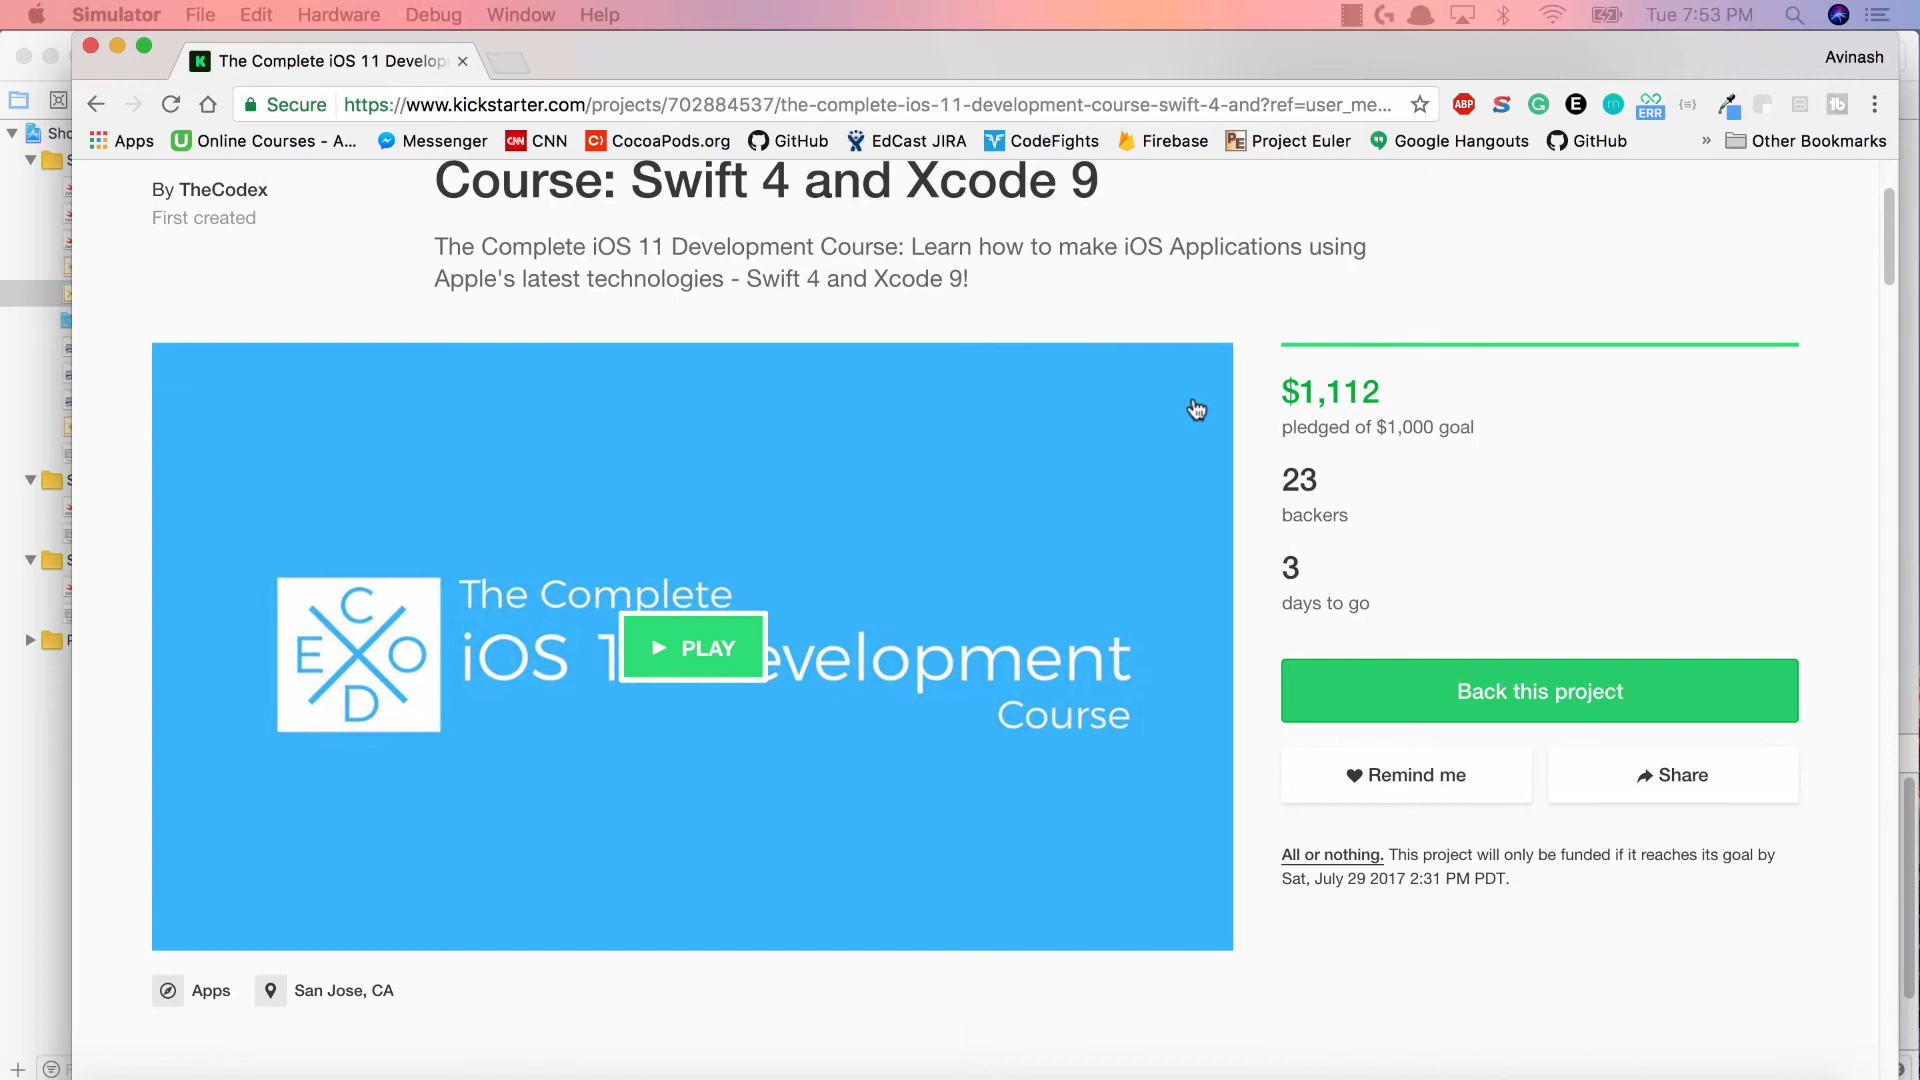 Simulator File Edit Hardware Debug Window Help Tue 7:53 PM
The Complete iOS 11 Develop
Avinash
Secure https://www.kickstarter.com/projects/702884537/the-complete-ios-11-development-course-swift-4-and?ref=user_me...
ABP
ERR
Apps Online Courses - A... Messenger CNN CocoaPods.org GitHub EdCast JIRA CodeFights Firebase Project Euler Google Hangouts GitHub » Other Bookmarks
By TheCodex
First created
Course: Swift 4 and Xcode 9
The Complete iOS 11 Development Course: Learn how to make iOS Applications using
Apple's latest technologies - Swift 4 and Xcode 9!
$1,112
pledged of $1,000 goal
23
backers
3
days to go
CODE
The Complete
iOS 1 evelopment
Course
PLAY
Back this project
Remind me
Share
All or nothing. This project will only be funded if it reaches its goal by
Sat, July 29 2017 2:31 PM PDT.
Apps San Jose, CA